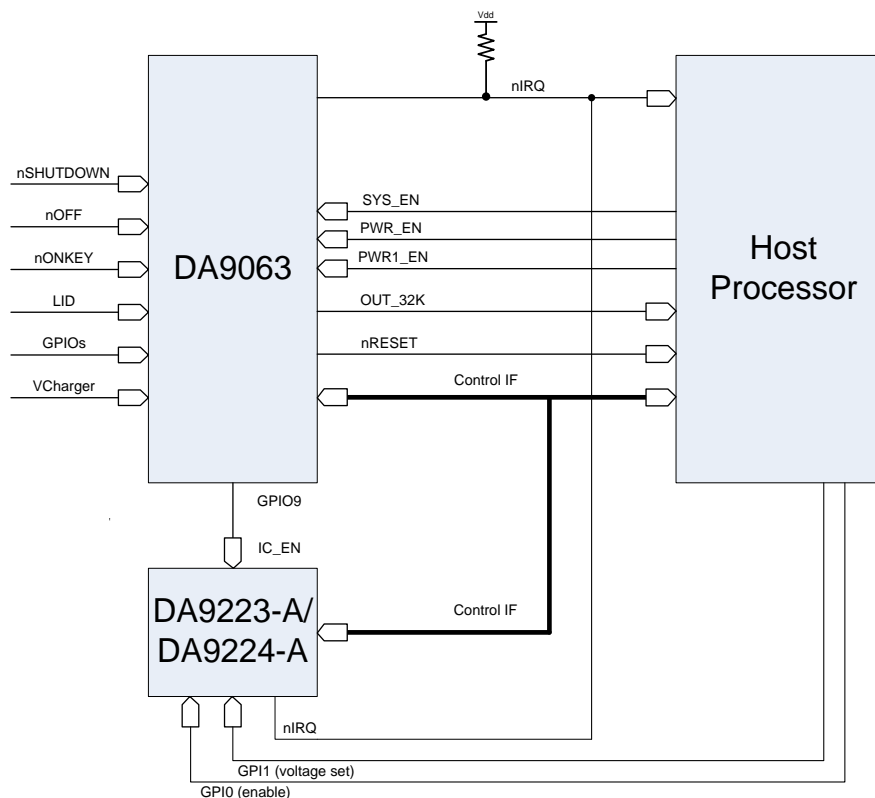 Vdd
nIRQ
nSHUTDOWN
nOFF
nONKEY
LID
GPIOs
VCharger
DA9063
SYS_EN
PWR_EN
PWR1_EN
OUT_32K
nRESET
Control IF
Host
Processor
GPIO9
IC_EN
DA9223-A/
DA9224-A
Control IF
nIRQ
GPI1 (voltage set)
GPI0 (enable)